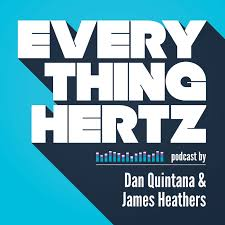 EVERY
THING
HERTZ
podcast by
Dan Quintana &
James Heathers